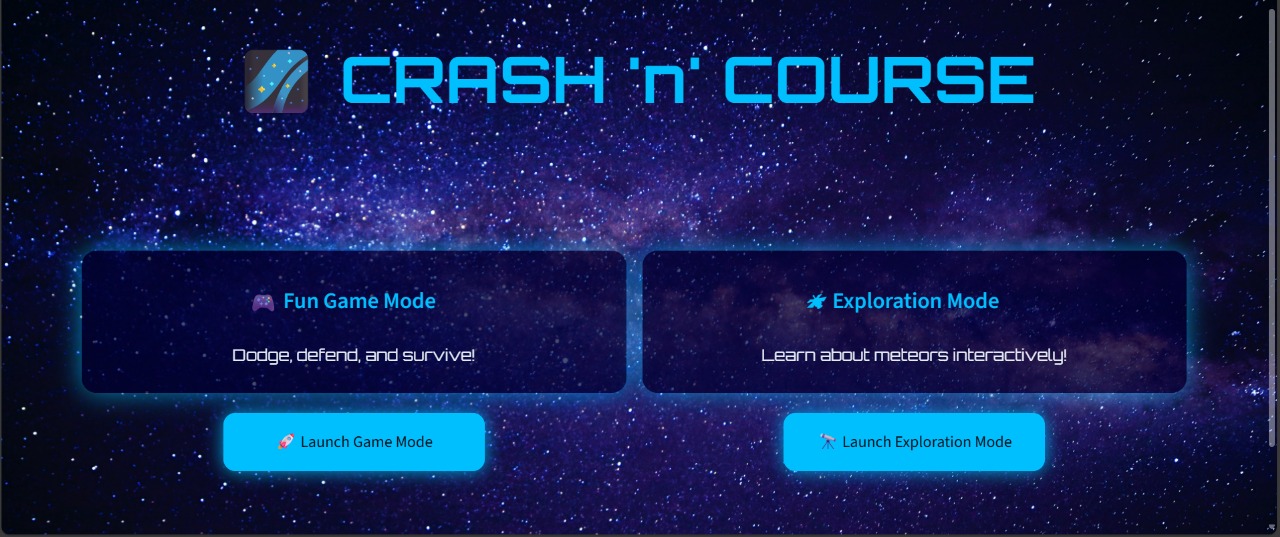 CRASH 'n' COURSE
Fun Game Mode
Dodge, defend, and survive!
Launch Game Mode
Exploration Mode
Learn about meteors interactively!
Launch Exploration Mode